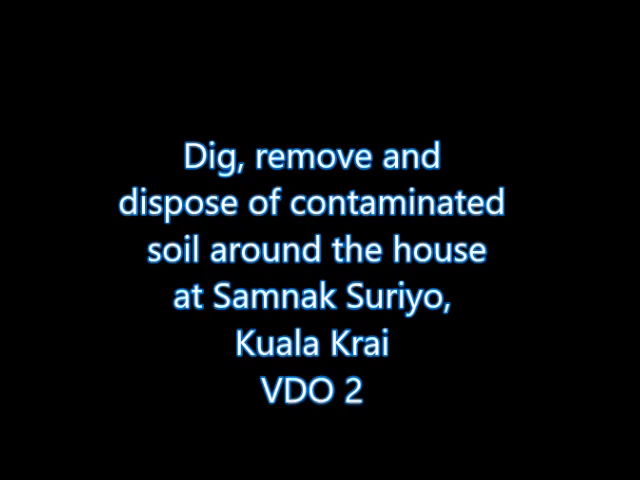 Dig, remove and
dispose of contaminated
soil around the house
at Samnak Suriyo,
Kuala Krai
VDO 2